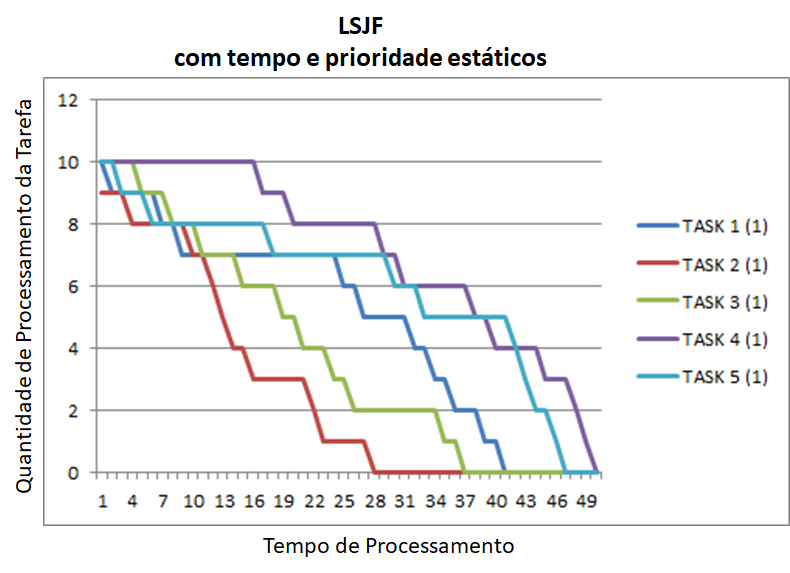 LSJF
com tempo e prioridade estáticos
Quantidade de Processamento da Tarefa
12
10
8
6
4
2
0
1 4 7 10 13 16 19 22 25 28 31 34 37 40 43 46 49
Tempo de Processamento
TASK 1 (1)
TASK 2 (1)
TASK 3 (1)
TASK 4 (1)
TASK 5 (1)